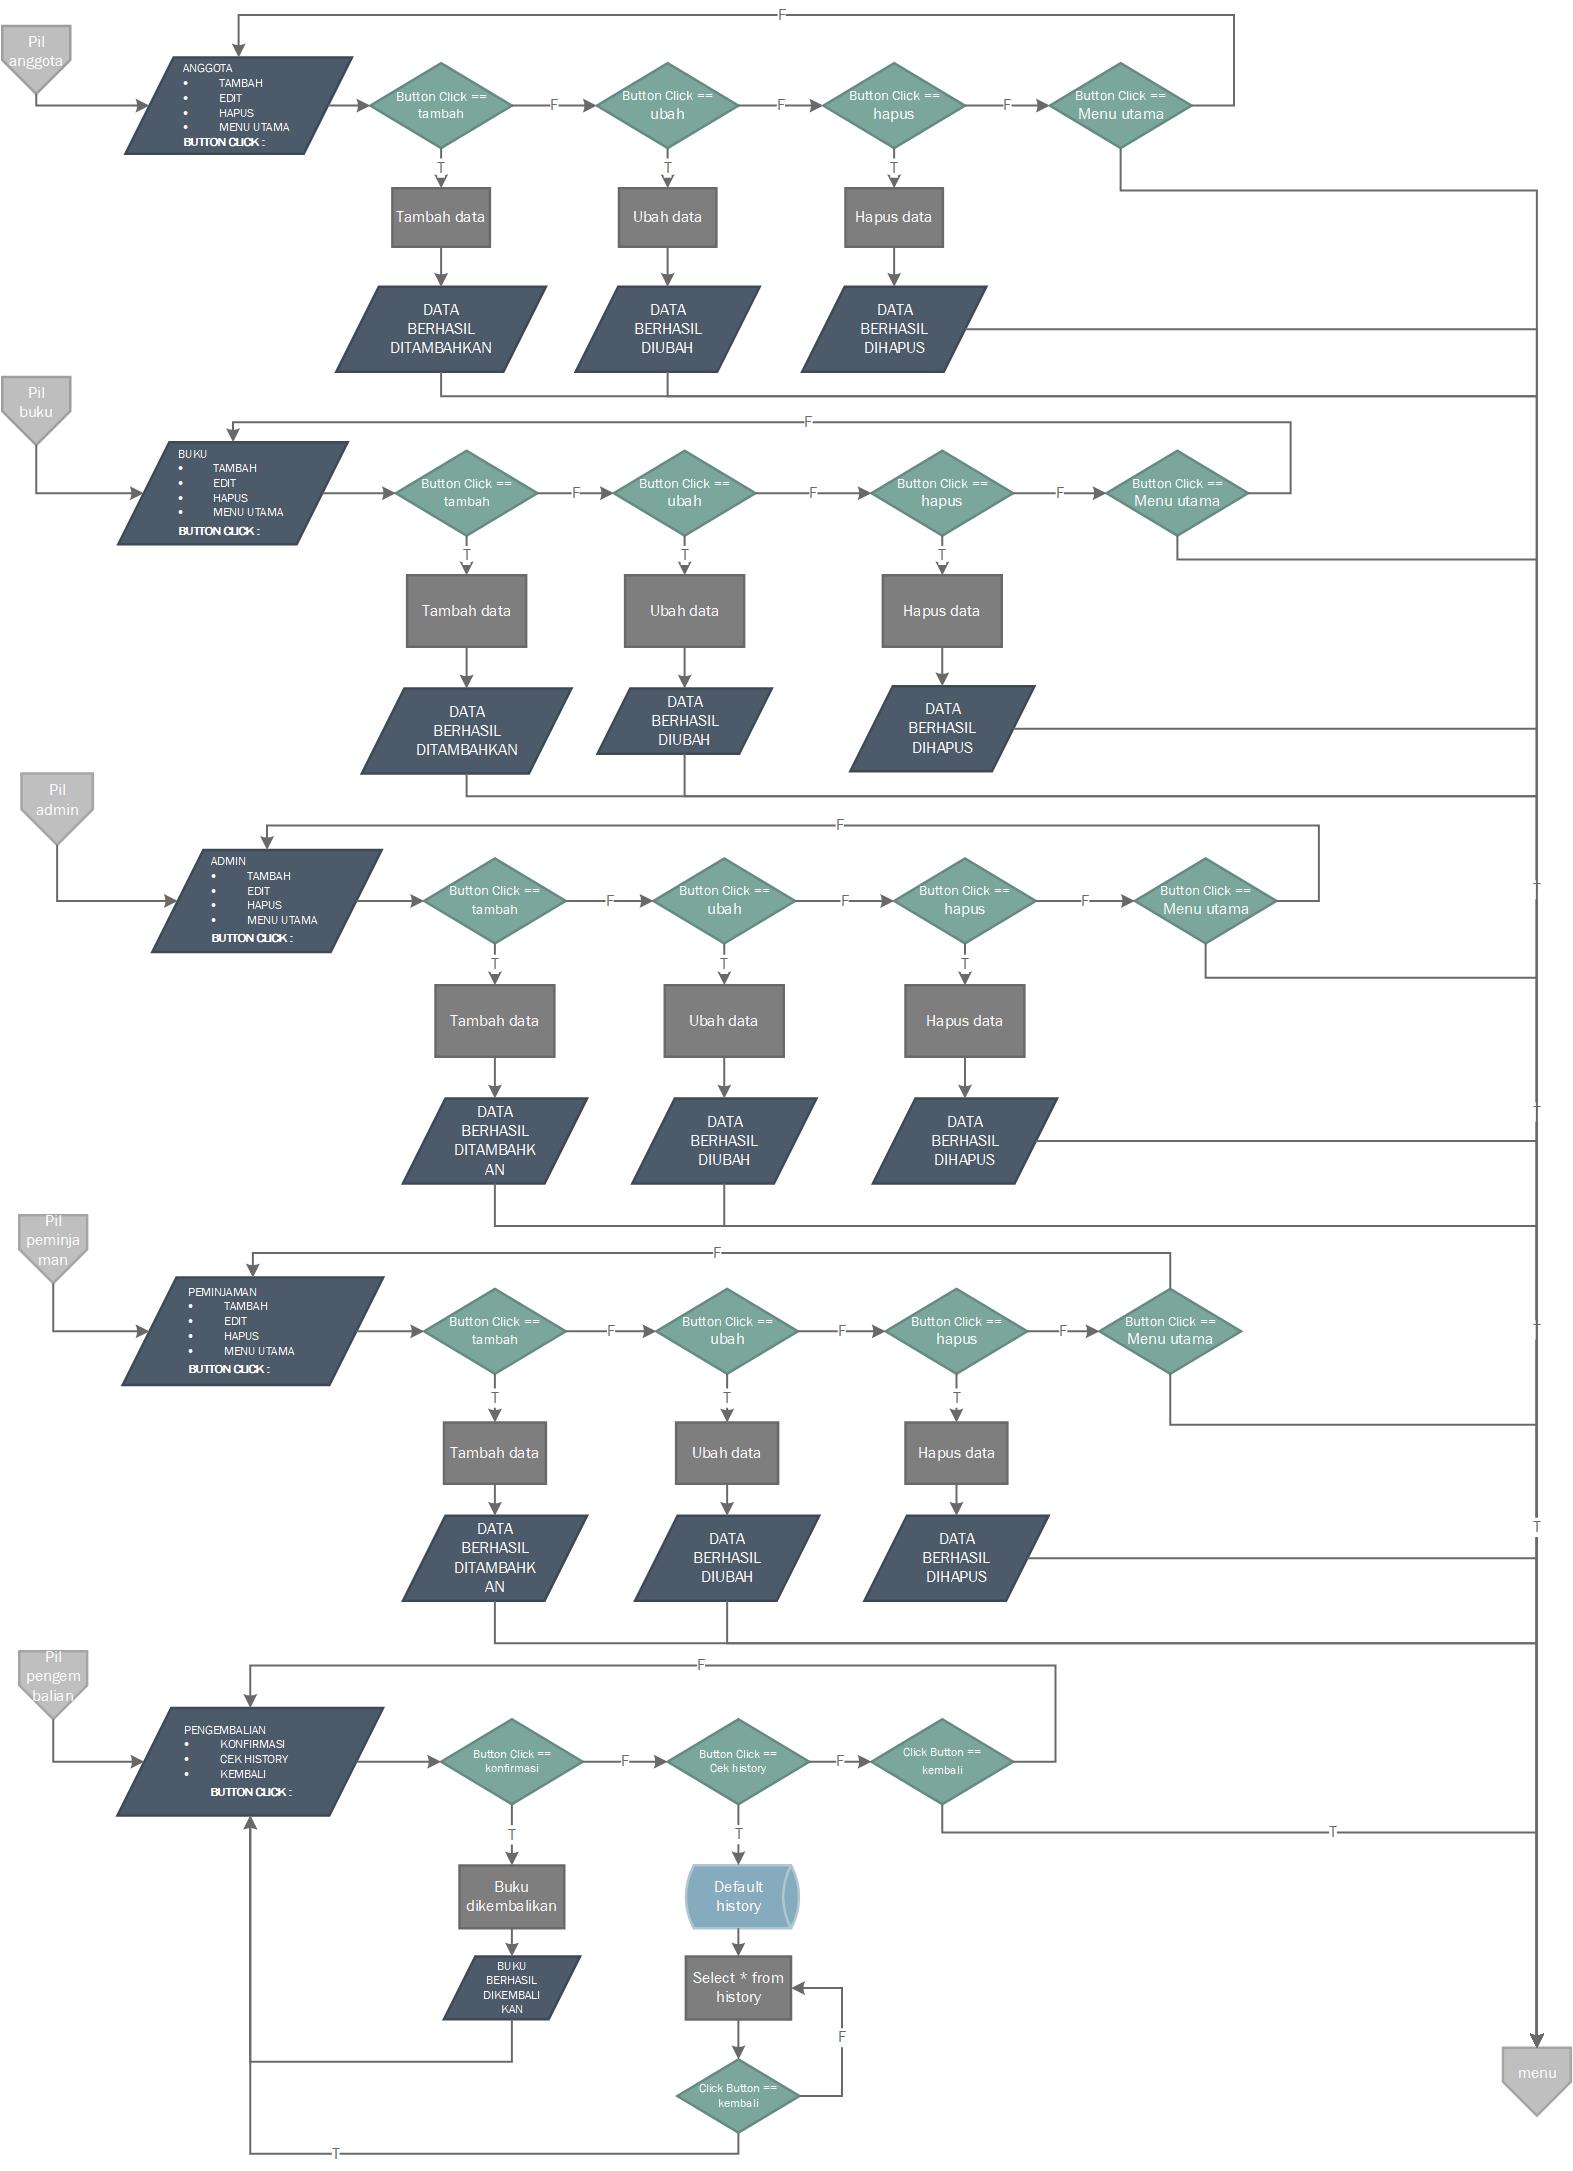 F
Pil
anggota
ANGGOTA
• TAMBAH
• EDIT
• HAPUS
• MENU UTAMA
BUTTON CLICK :
Button Click ==
tambah
F
Button Click ==
ubah
F
Button Click ==
hapus
F
Button Click ==
Menu utama
T
T
T
Tambah data
Ubah data
Hapus data
DATA
BERHASIL
DITAMBAHKAN
DATA
BERHASIL
DIUBAH
DATA
BERHASIL
DIHAPUS
Pil
buku
F
BUKU
• TAMBAH
• EDIT
• HAPUS
• MENU UTAMA
BUTTON CLICK :
Button Click ==
tambah
F
Button Click ==
ubah
F
Button Click ==
hapus
F
Button Click ==
Menu utama
T
T
T
Tambah data
Ubah data
Hapus data
DATA
BERHASIL
DITAMBAHKAN
DATA
BERHASIL
DIUBAH
DATA
BERHASIL
DIHAPUS
Pil
admin
F
ADMIN
• TAMBAH
• EDIT
• HAPUS
• MENU UTAMA
BUTTON CLICK :
Button Click ==
tambah
F
Button Click ==
ubah
F
Button Click ==
hapus
F
Button Click ==
Menu utama
T
T
T
T
Tambah data
Ubah data
Hapus data
T
DATA
BERHASIL
DITAMBAHK
AN
DATA
BERHASIL
DIUBAH
DATA
BERHASIL
DIHAPUS
Pil
peminja
man
F
PEMINJAMAN
• TAMBAH
• EDIT
• HAPUS
• MENU UTAMA
BUTTON CLICK :
Button Click ==
tambah
F
Button Click ==
ubah
F
Button Click ==
hapus
F
Button Click ==
Menu utama
T
T
T
T
Tambah data
Ubah data
Hapus data
T
DATA
BERHASIL
DITAMBAHK
AN
DATA
BERHASIL
DIUBAH
DATA
BERHASIL
DIHAPUS
Pil
pengem
balian
F
PENGEMBALIAN
• KONFIRMASI
• CEK HISTORY
• KEMBALI
BUTTON CLICK :
Button Click ==
konfirmasi
F
Button Click ==
Cek history
F
Click Button ==
kembali
T
T
T
Buku
dikembalikan
Default
history
BUKU
BERHASIL
DIKEMBALI
KAN
Select * from
history
F
Click Button ==
kembali
T
menu